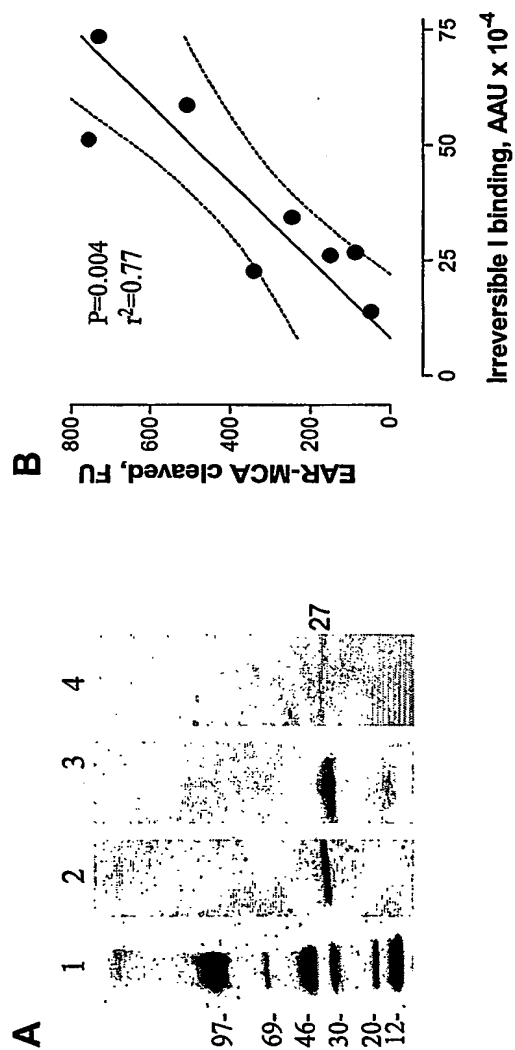 A
1 2 3 4
97-
69-
46-
30-
20-
12-
27
B
P=0.004
r²=0.77
EAR-MCA cleaved, FU
800
600
400
200
0
0 25 50 75
Irreversible I binding, AAU x 10⁻⁴